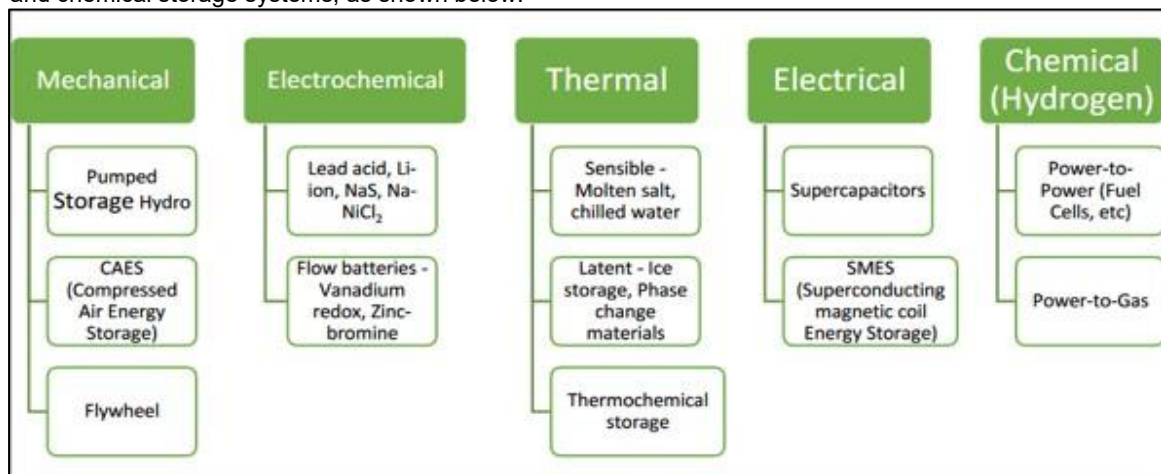 and chemical storage systems, as shown below:
Mechanical
Pumped
Storage Hydro
CAES
(Compressed
Air Energy
Storage)
Flywheel
Electrochemical
Lead acid, Li-
ion, NaS, Na-
NiCl₂
Flow batteries -
Vanadium
redox, Zinc-
bromine
Thermal
Sensible -
Molten salt,
chilled water
Latent - Ice
storage, Phase
change
materials
Thermochemical
storage
Electrical
Supercapacitors
SMES
(Superconducting
magnetic coil
Energy Storage)
Chemical
(Hydrogen)
Power-to-
Power (Fuel
Cells, etc)
Power-to-Gas